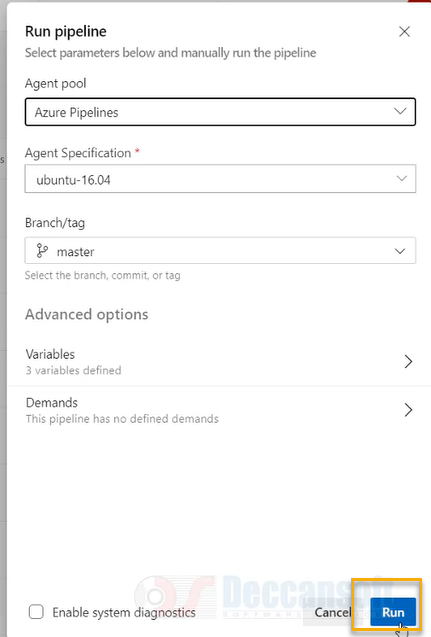 Run pipeline
Select parameters below and manually run the pipeline
Agent pool
Azure Pipelines
Agent Specification *
ubuntu-16.04
Branch/tag
master
Select the branch, commit, or tag
Advanced options
Variables
3 variables defined
Demands
This pipeline has no defined demands
Deccansoft
Enable system diagnostics
Cancel
Run